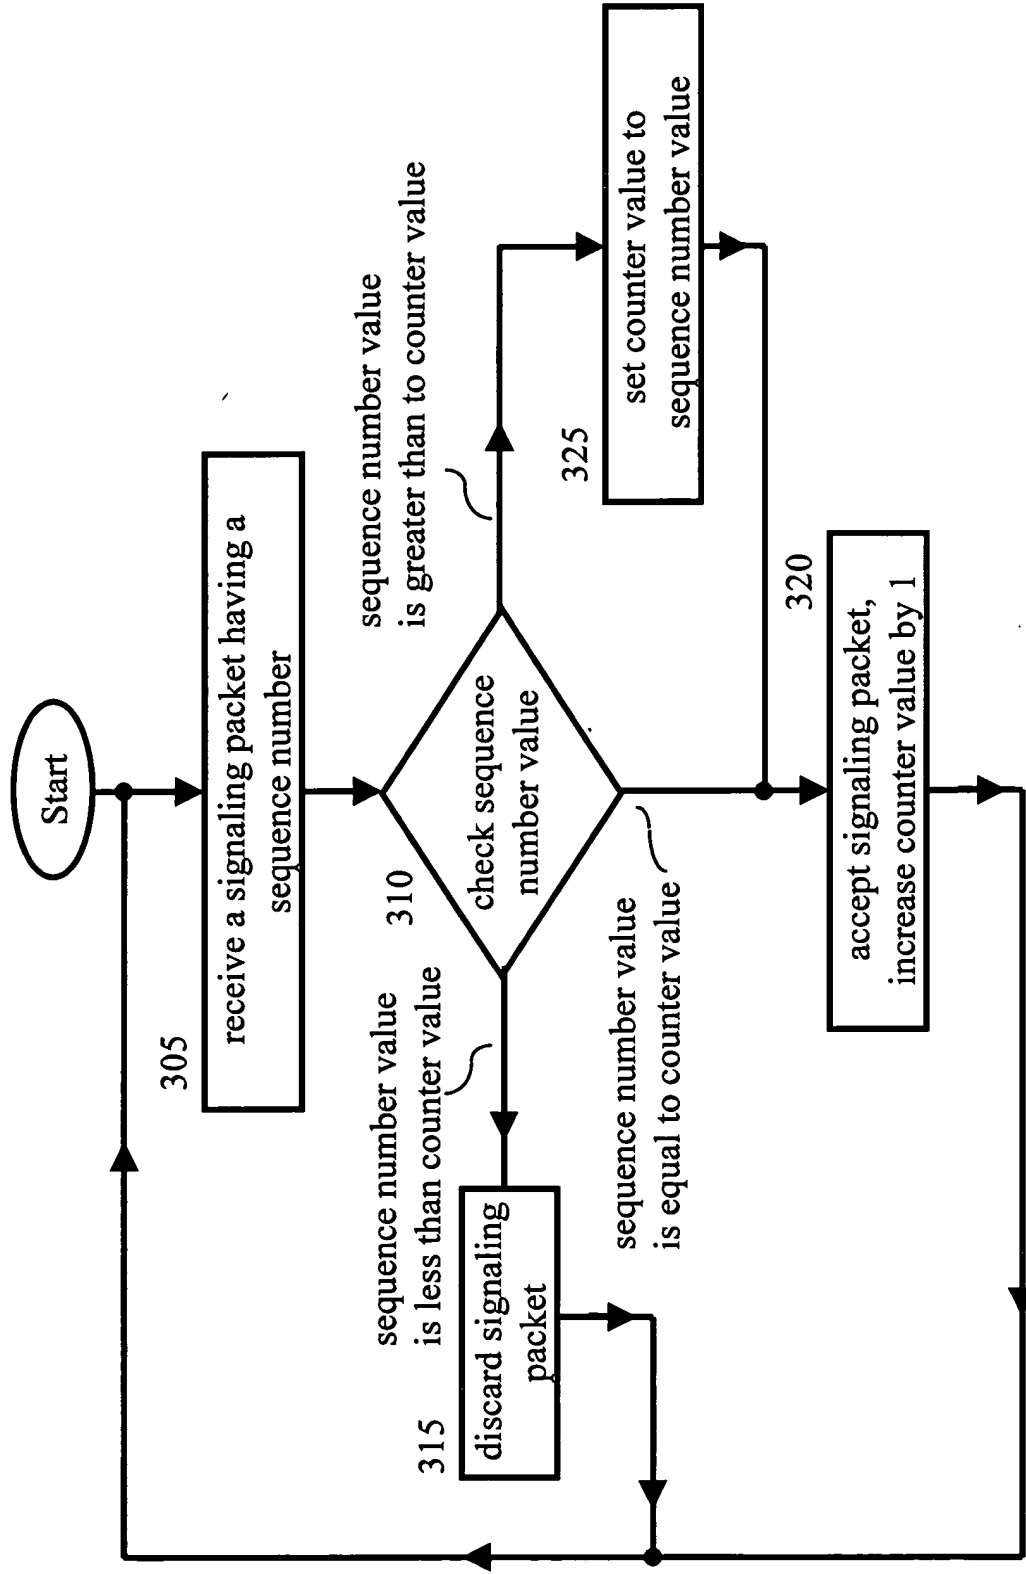 Start
305
receive a signaling packet having a
sequence number
310
check sequence
number value
sequence number value
is less than counter value
sequence number value
is greater than to counter value
315
discard signaling
packet
sequence number value
is equal to counter value
325
set counter value to
sequence number value
320
accept signaling packet,
increase counter value by 1